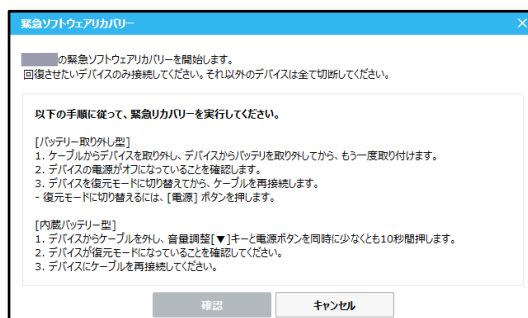 緊急ソフトウェアリカバリー
の緊急ソフトウェアリカバリーを開始します。
回復させたいデバイスのみ接続してください。それ以外のデバイスは全て切断してください。
以下の手順に従って、緊急リカバリーを実行してください。
[バッテリー取り外し型]
1. ケーブルからデバイスを取り外し、デバイスからバッテリを取り外してから、もう一度取り付けます。
2. デバイスの電源がオフになっていることを確認します。
3. デバイスを復元モードに切り替えてから、ケーブルを再接続します。
- 復元モードに切り替えるには、[電源] ボタンを押します。
[内蔵バッテリー型]
1. デバイスからケーブルを外し、音量調整[▼]キーと電源ボタンを同時に少なくとも10秒間押します。
2. デバイスが復元モードになっていることを確認してください。
3. デバイスにケーブルを再接続してください。
確認
キャンセル